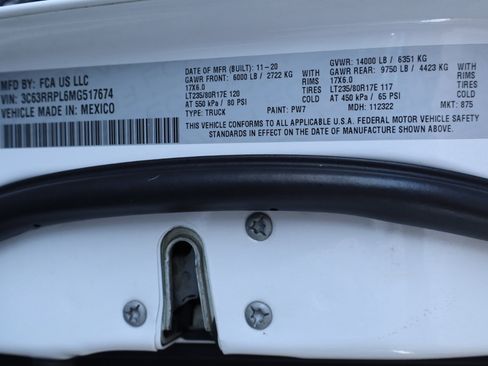 MFD BY: FCA US LLC
VIN: 3C63RRPL6MG517674
VEHICLE MADE IN: MEXICO
DATE OF MFR (BUILT): 11-20 GVWR: 14000 LB / 6351 KG
GAWR FRONT: 6000 LB / 2722 KG WITH GAWR REAR: 9750 LB / 4423 KG WITH
17X6.0 RIMS 17X6.0 RIMS
LT235/80R17E 120 TIRES LT235/80R17E 117 TIRES
AT 550 kPa / 80 PSI COLD AT 450 kPa / 65 PSI COLD
TYPE: TRUCK PAINT: PW7 MDH: 112322 MKT: 875
THIS VEHICLE CONFORMS TO ALL APPLICABLE U.S.A. FEDERAL MOTOR VEHICLE SAFETY
STANDARDS IN EFFECT ON THE DATE OF MANUFACTURE SHOWN ABOVE.